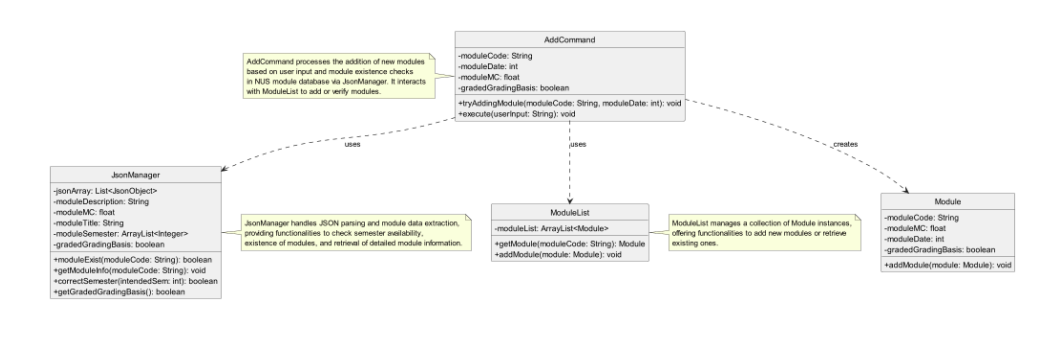 AddCommand
-moduleCode: String
-moduleDate: int
-moduleMC: float
-gradedGradingBasis: boolean
+tryAddingModule(moduleCode: String, moduleDate: int): void
+execute(userInput: String): void
AddCommand processes the addition of new modules
based on user input and module existence checks
in NUS module database via JsonManager. It interacts
with ModuleList to add or verify modules.
uses
uses
creates
JsonManager
-jsonArray: List<JsonObject>
-moduleDescription: String
-moduleMC: float
-moduleTitle: String
-moduleSemester: ArrayList<Integer>
-gradedGradingBasis: boolean
+moduleExist(moduleCode: String): boolean
+getModuleInfo(moduleCode: String): void
+correctSemester(intendedSem: int): boolean
+getGradedGradingBasis(): boolean
JsonManager handles JSON parsing and module data extraction,
providing functionalities to check semester availability,
existence of modules, and retrieval of detailed module information.
ModuleList
-moduleList: ArrayList<Module>
+getModule(moduleCode: String): Module
+addModule(module: Module): void
ModuleList manages a collection of Module instances,
offering functionalities to add new modules or retrieve
existing ones.
Module
-moduleCode: String
-moduleMC: float
-moduleDate: int
-gradedGradingBasis: boolean
+addModule(module: Module): void